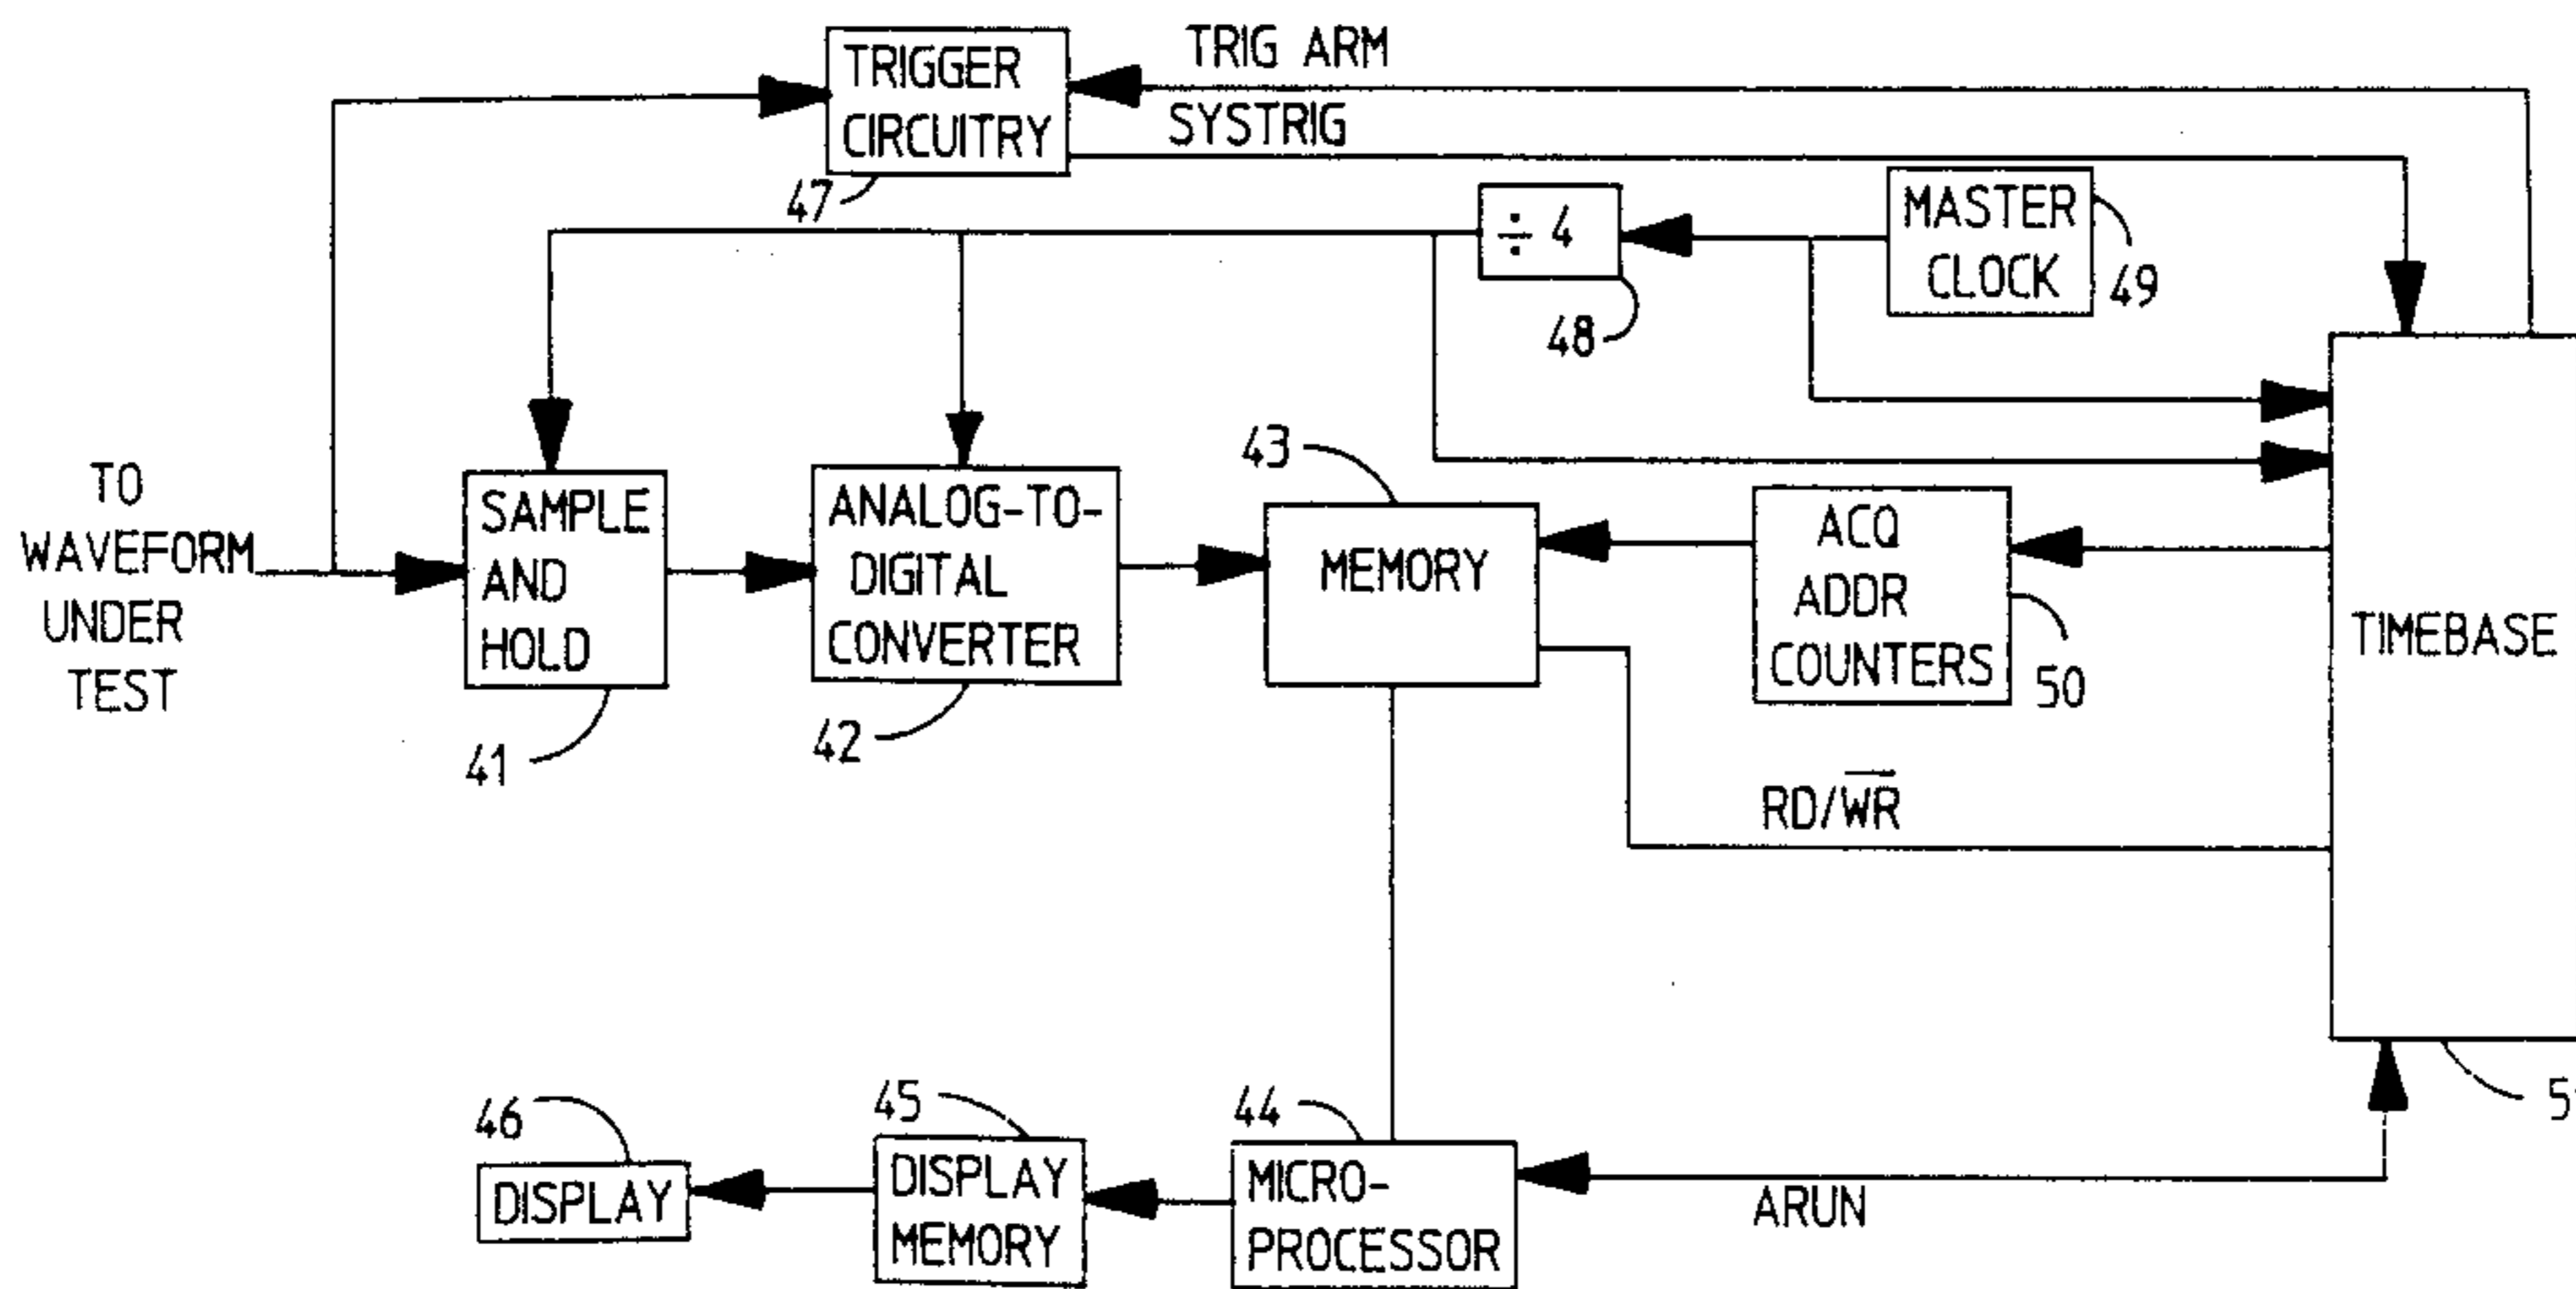 TRIGGER
CIRCUITRY
47
TRIG ARM
SYSTRIG
÷ 4
48
MASTER
CLOCK
49
TO
WAVEFORM
UNDER
TEST
SAMPLE
AND
HOLD
41
ANALOG-TO-
DIGITAL
CONVERTER
42
43
MEMORY
ACQ
ADDR
COUNTERS
50
TIMEBASE
RD/W̅R̅
46
DISPLAY
45
DISPLAY
MEMORY
44
MICRO-
PROCESSOR
ARUN